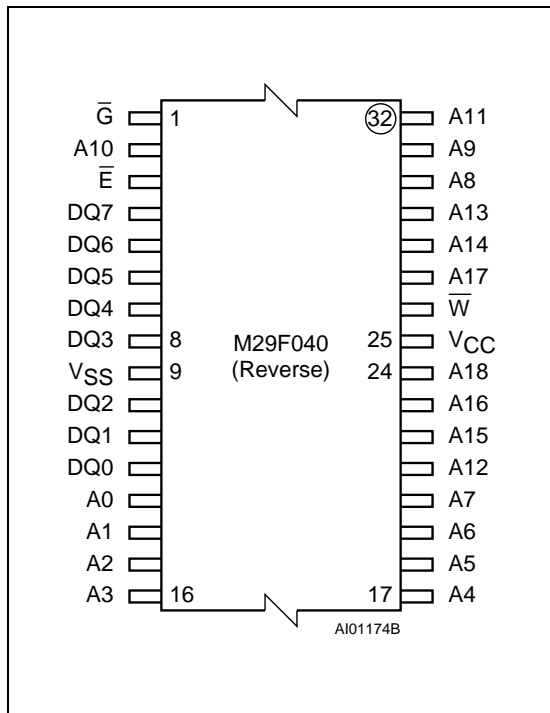 G̅ 1 32 A11
A10 A9
E̅ A8
DQ7 A13
DQ6 A14
DQ5 A17
DQ4 W̅
DQ3 8 M29F040 25 VCC
VSS 9 (Reverse) 24 A18
DQ2 A16
DQ1 A15
DQ0 A12
A0 A7
A1 A6
A2 A5
A3 16 17 A4
AI01174B